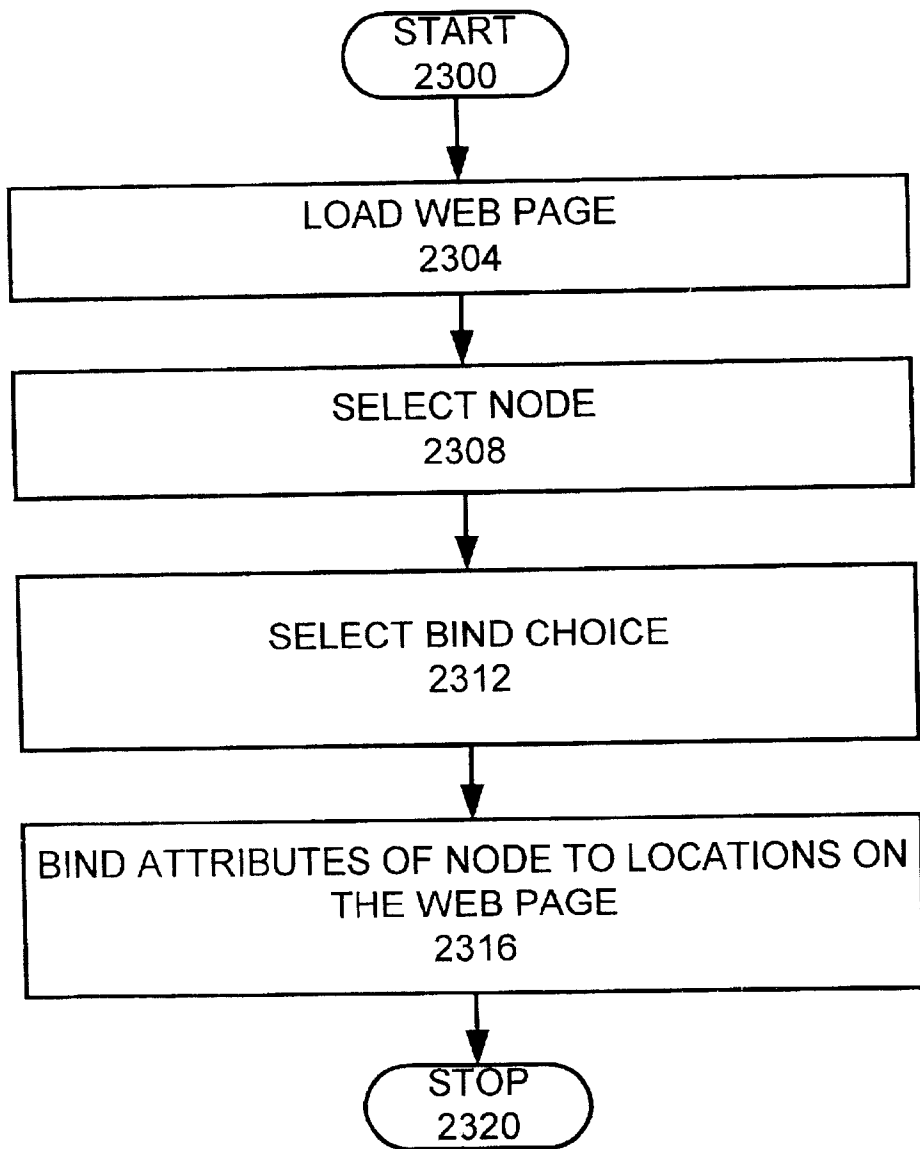 START
2300
LOAD WEB PAGE
2304
SELECT NODE
2308
SELECT BIND CHOICE
2312
BIND ATTRIBUTES OF NODE TO LOCATIONS ON
THE WEB PAGE
2316
STOP
2320